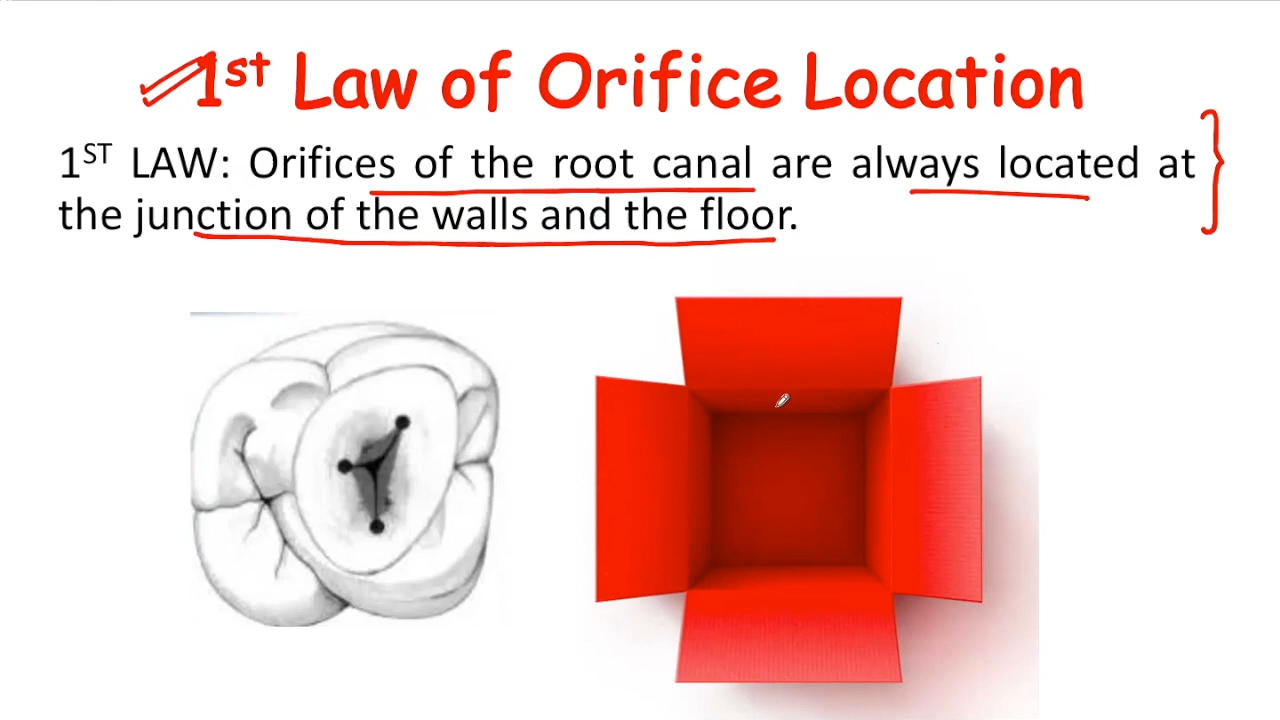 1st Law of Orifice Location
1ST LAW: Orifices of the root canal are always located at
the junction of the walls and the floor.